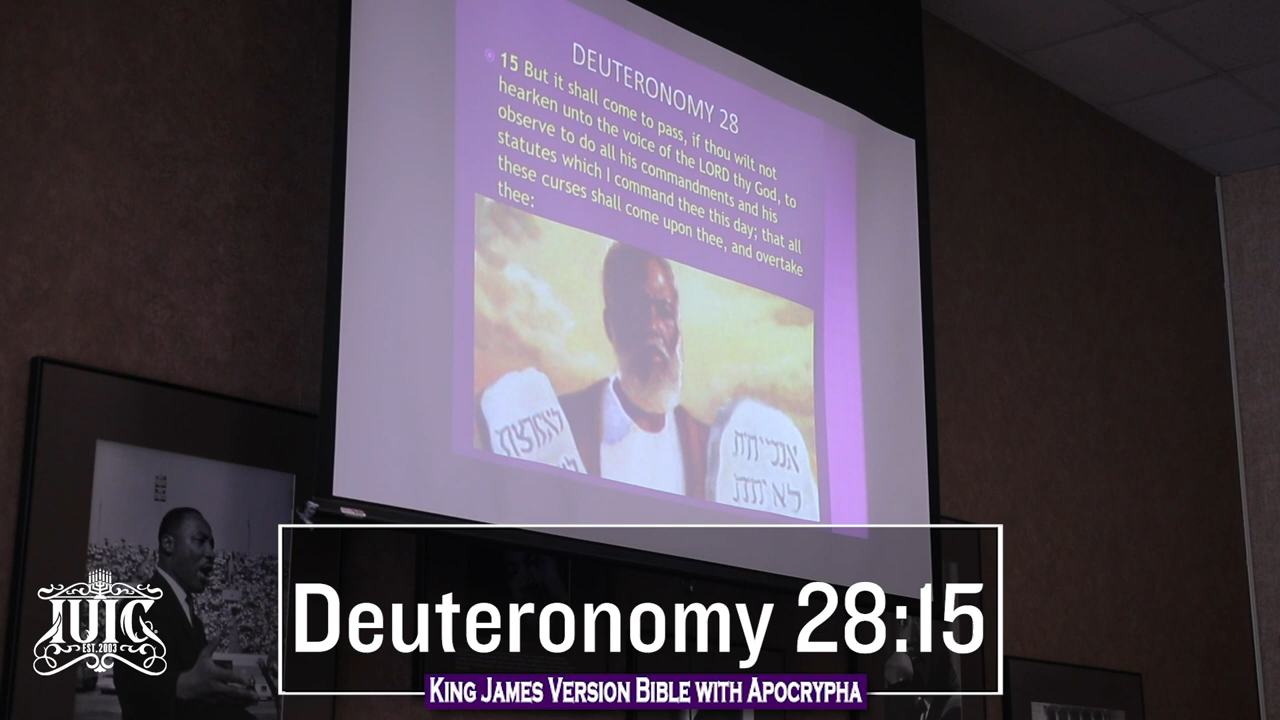 DEUTERONOMY 28
15 But it shall come to pass, if thou wilt not
hearken unto the voice of the LORD thy God, to
observe to do all his commandments and his
statutes which I command thee this day; that all
these curses shall come upon thee, and overtake
thee:
IUIC
EST. 2003
Deuteronomy 28:15
KING JAMES VERSION BIBLE WITH APOCRYPHA